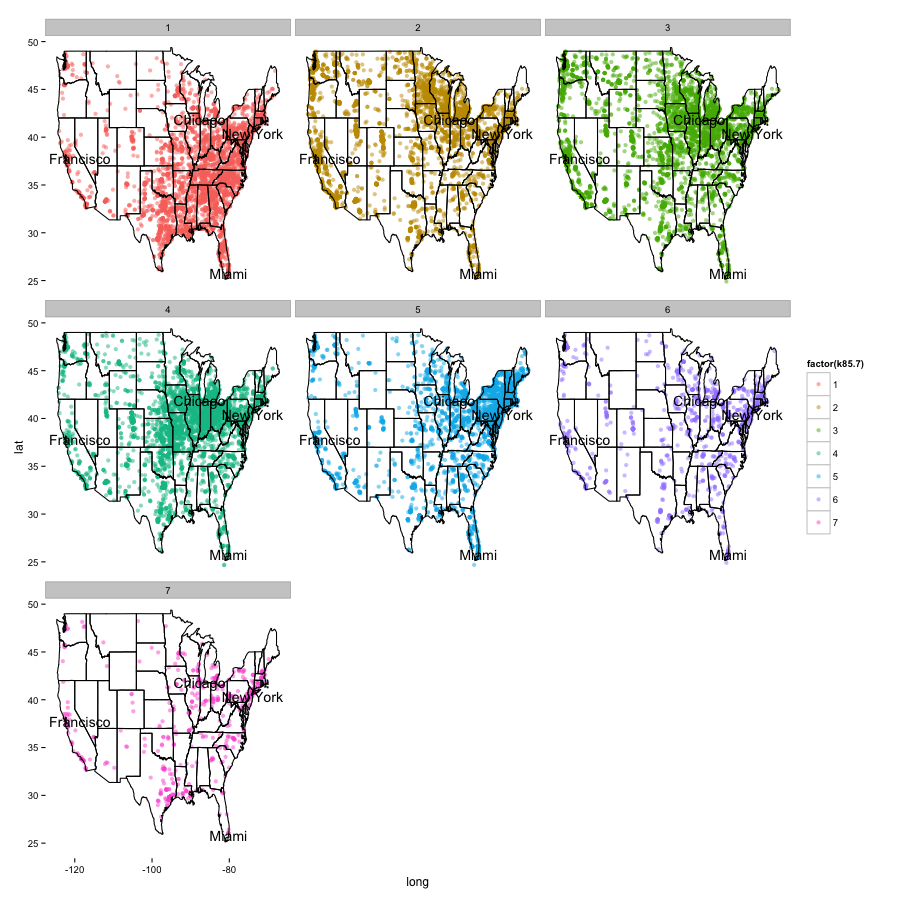 1 2 3
50
45
Chicago Chicago Chicago
40
New York New York New York
Francisco Francisco Francisco
35
30
Miami Miami Miami
25
4 5 6
50
45
Chicago Chicago Chicago
40
New York New York New York
Francisco Francisco Francisco
lat
35
30
Miami Miami Miami
25
factor(k85.7)
1
2
3
4
5
6
7
7
50
45
Chicago
40
New York
Francisco
35
30
Miami
25
-120 -100 -80
long